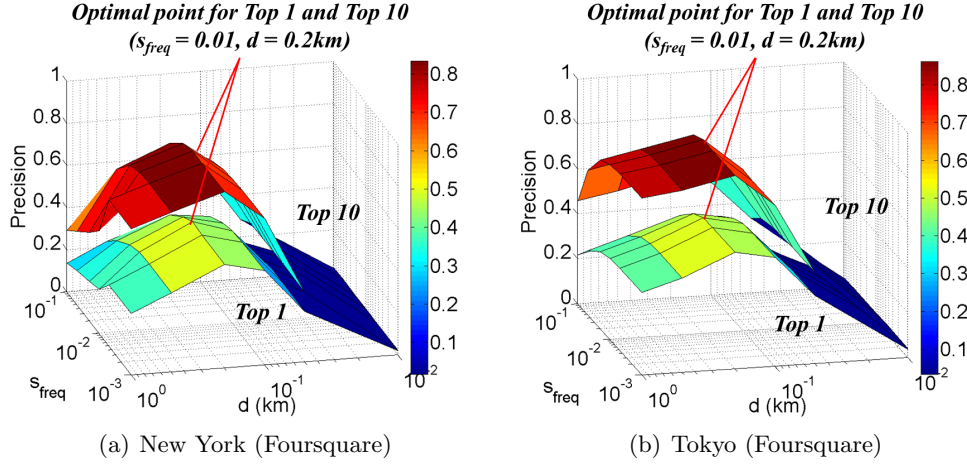 Optimal point for Top 1 and Top 10
(s_freq = 0.01, d = 0.2km)
1
0.8
0.6
0.4
0.2
0
Precision
10^-1
10^-2
10^-3
s_freq
10^0
10^-1
10
d (km)
Top 10
Top 1
0.8
0.7
0.6
0.5
0.4
0.3
0.2
0.1
2
(a) New York (Foursquare)
Optimal point for Top 1 and Top 10
(s_freq = 0.01, d = 0.2km)
1
0.8
0.6
0.4
0.2
0
Precision
10^-1
10^-2
10^-3
s_freq
10^0
10^-1
10
d (km)
Top 10
Top 1
0.8
0.7
0.6
0.5
0.4
0.3
0.2
0.1
2
(b) Tokyo (Foursquare)